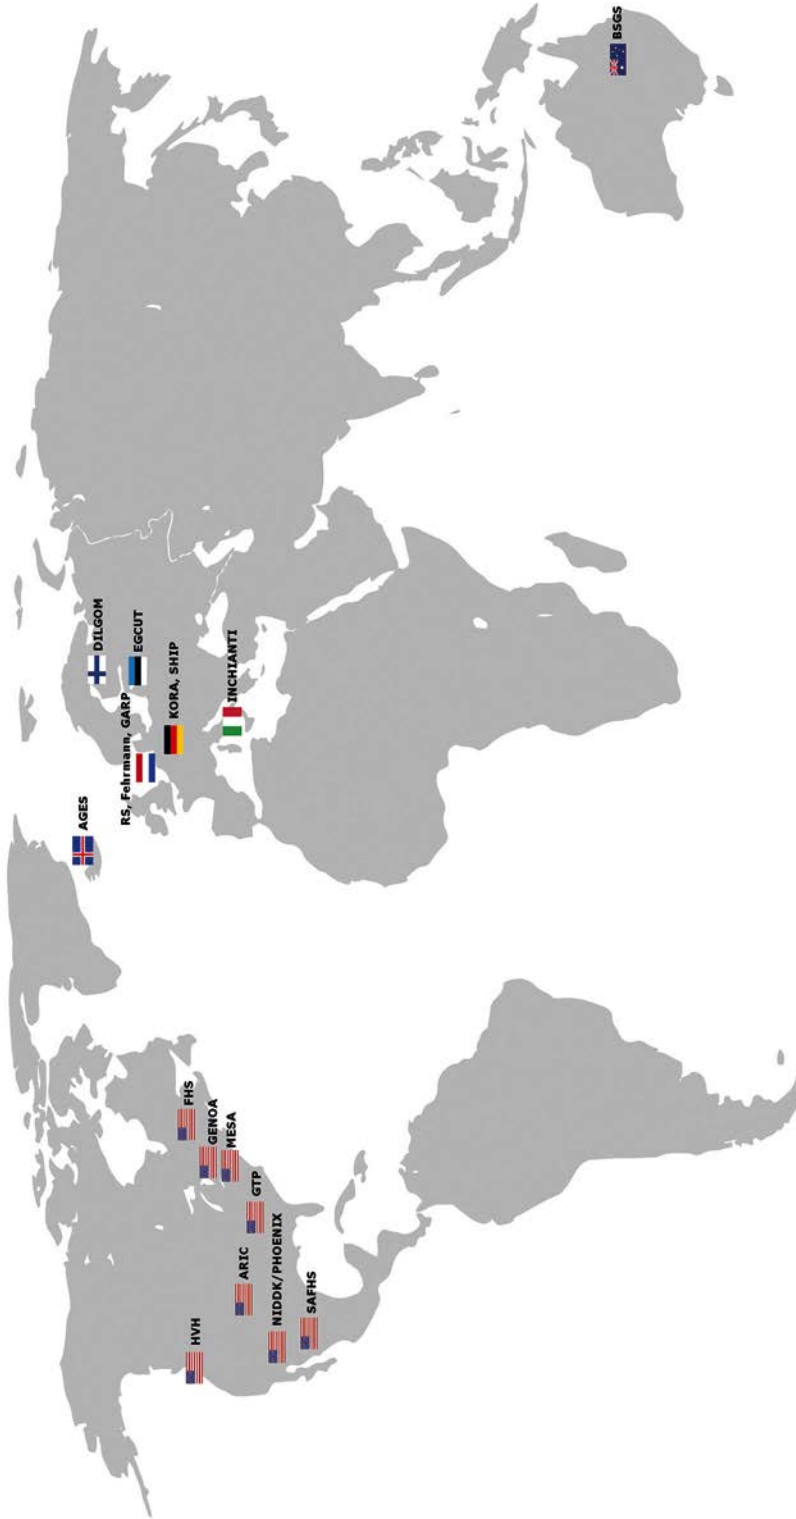 HVH
ARIC
NIDDK/PHOENIX
SAFHS
GTP
FHS
GENOA
MESA
AGES
RS, Fehrmann, GARP
DILGOM
EGCUT
KORA, SHIP
INCHIANTI
BSGS